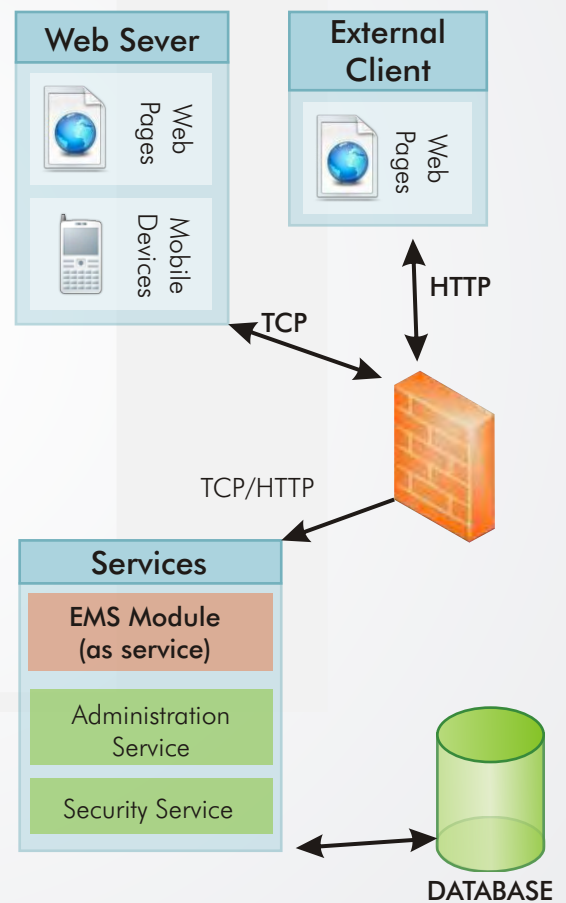 Web Sever
Web
Pages
Mobile
Devices
External
Client
Web
Pages
HTTP
TCP
TCP/HTTP
Services
EMS Module
(as service)
Administration
Service
Security Service
DATABASE